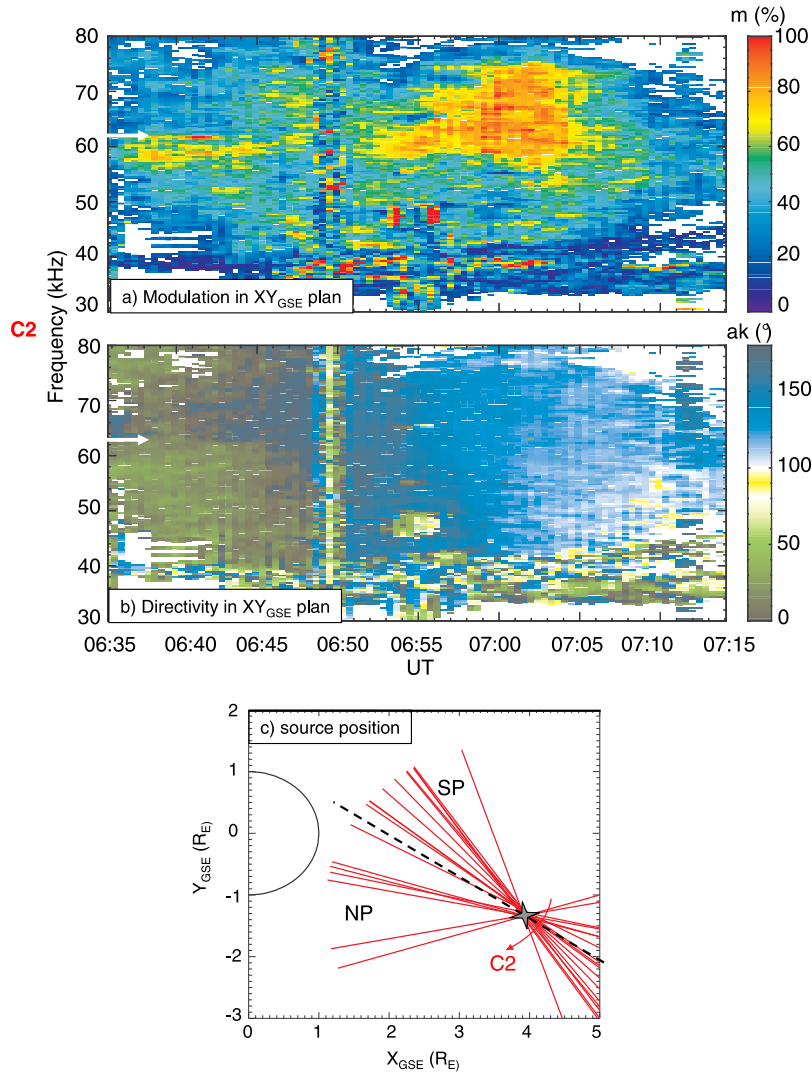 m (%)
80
70
60
50
40
30
100
80
60
40
20
0
a) Modulation in XY_GSE plan
C2
Frequency (kHz)
ak (°)
80
70
60
50
40
30
150
100
50
0
b) Directivity in XY_GSE plan
06:35 06:40 06:45 06:50 06:55 07:00 07:05 07:10 07:15
UT
c) source position
2
1
0
-1
-2
-3
Y_GSE (R_E)
SP
NP
C2
0 1 2 3 4 5
X_GSE (R_E)